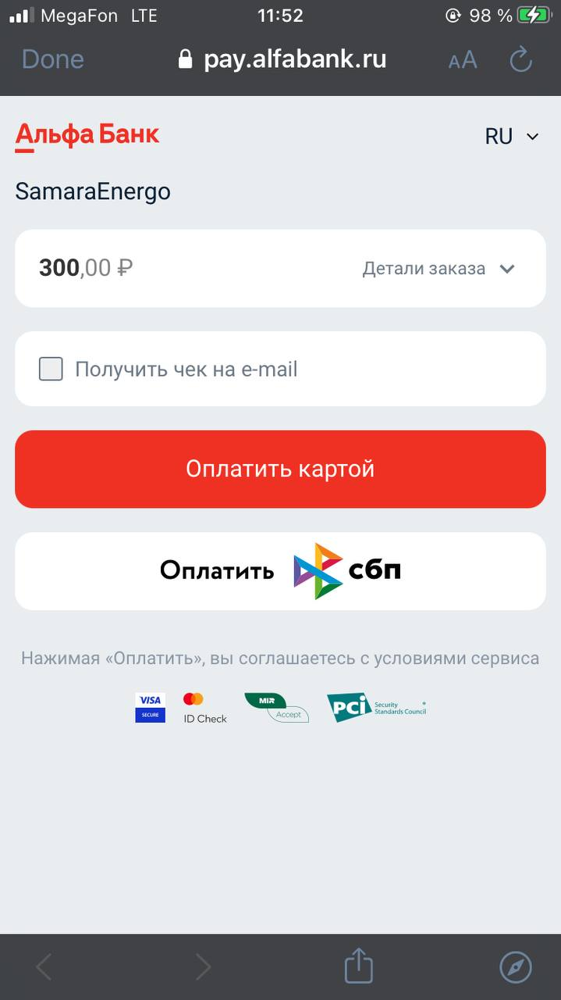 MegaFon LTE 11:52 98 %
Done pay.alfabank.ru AA
Альфа Банк RU
SamaraEnergo
300,00 ₽ Детали заказа
Получить чек на e-mail
Оплатить картой
Оплатить сбп
Нажимая «Оплатить», вы соглашаетесь с условиями сервиса
VISA
SECURE
ID Check
MIR
Accept
PCI Security
Standards Council